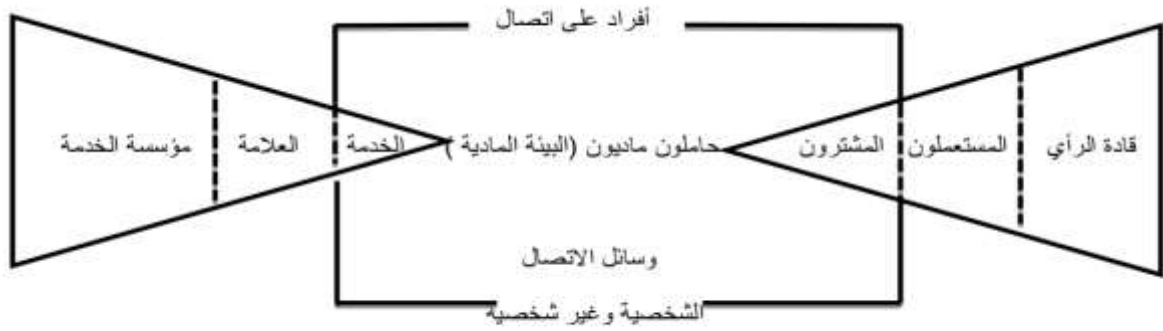 أفراد على اتصال
قادة الرأي
المستعملون
المشترون
حاملون ماديون (البيئة المادية )
الخدمة
العلامة
مؤسسة الخدمة
وسائل الاتصال
الشخصية وغير شخصية